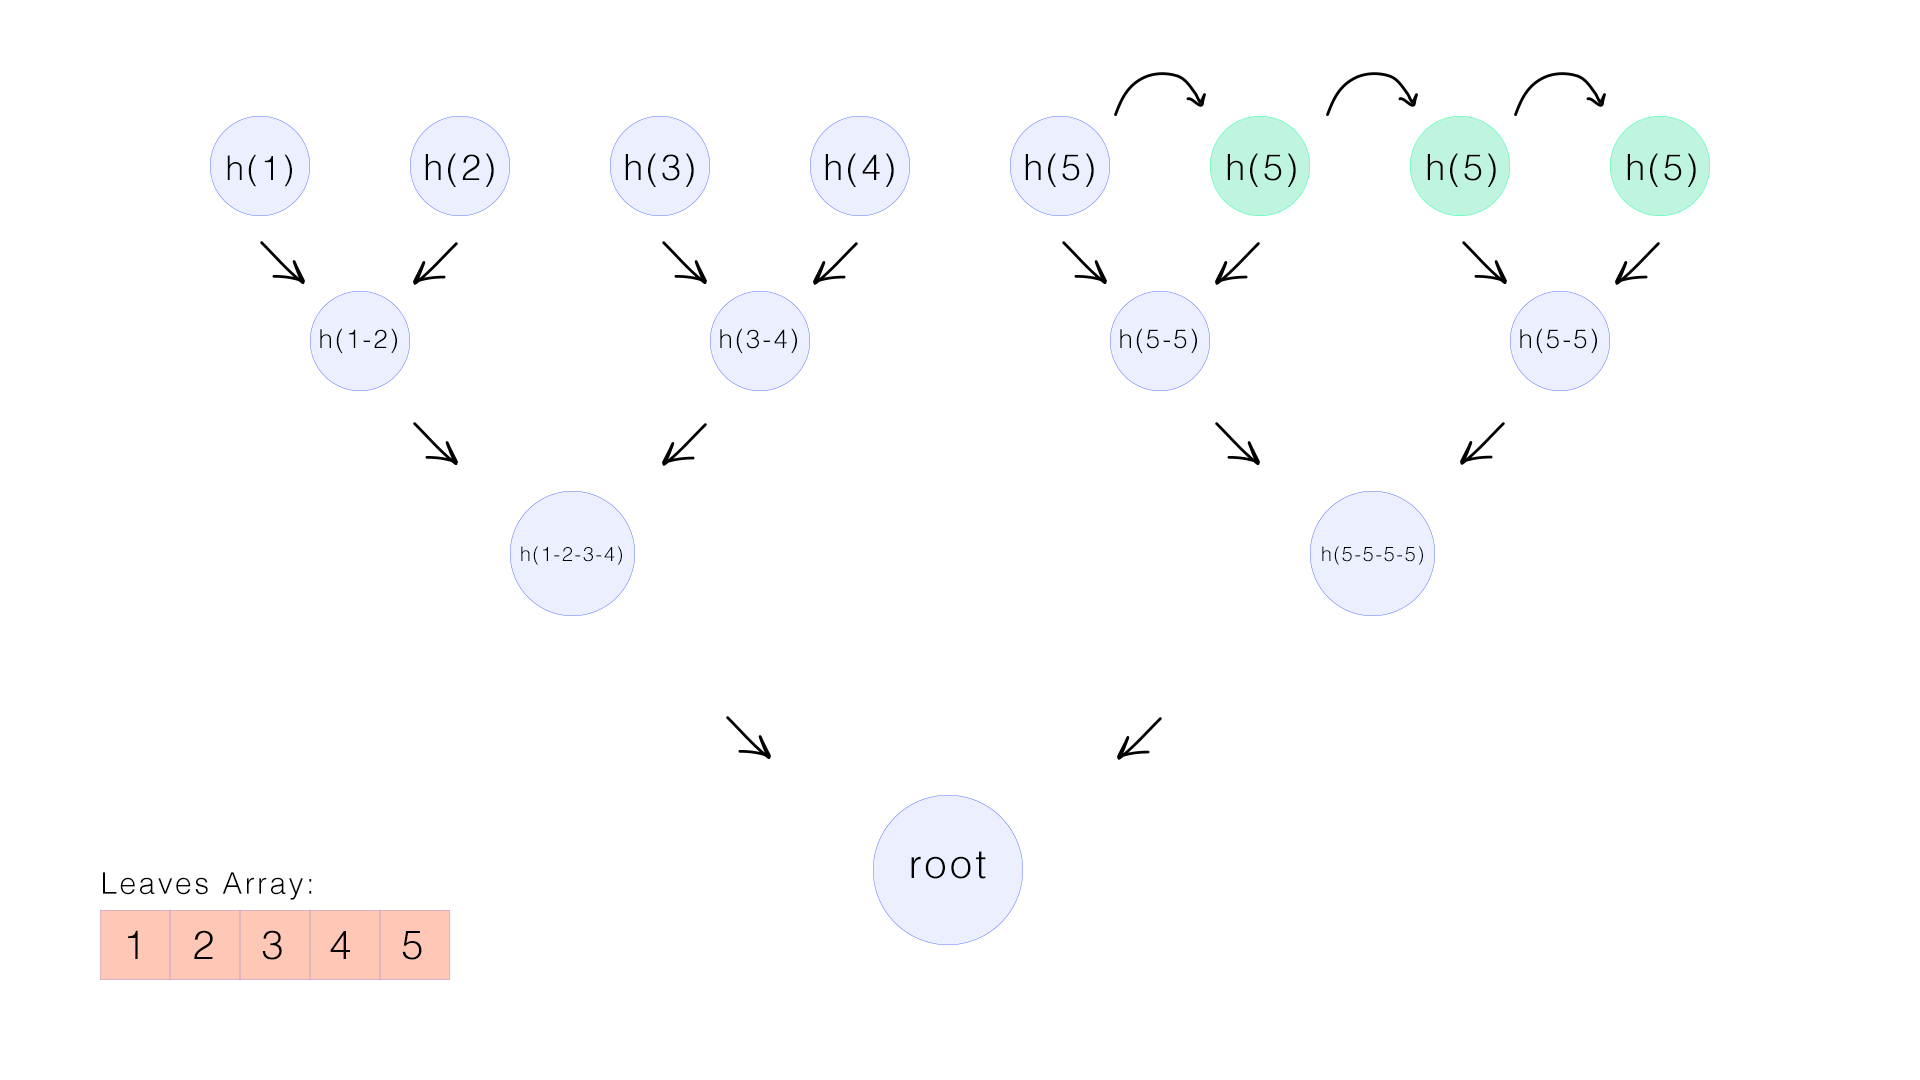 h(1) h(2) h(3) h(4) h(5) h(5) h(5) h(5)
h(1-2) h(3-4) h(5-5) h(5-5)
h(1-2-3-4) h(5-5-5-5)
root
Leaves Array:
1 2 3 4 5